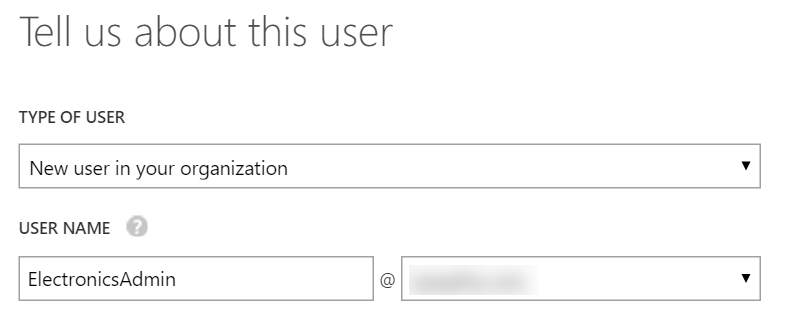 Tell us about this user
TYPE OF USER
New user in your organization
USER NAME ?
ElectronicsAdmin @